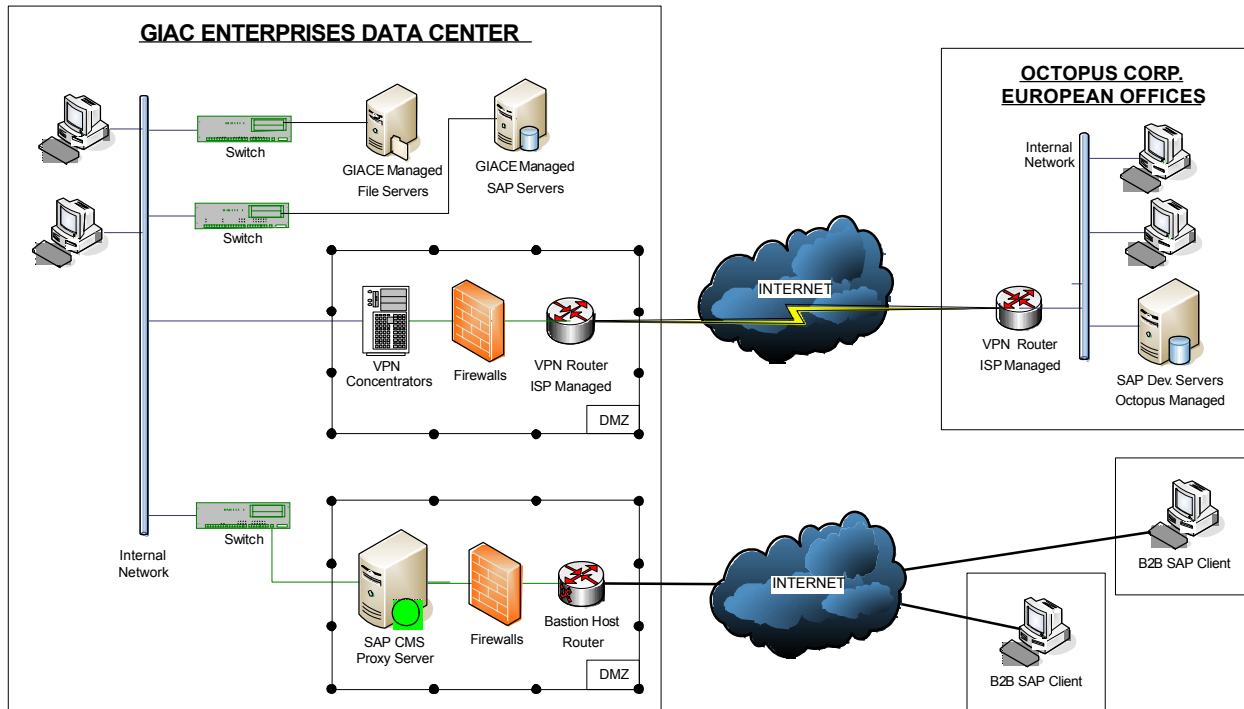 GIAC ENTERPRISES DATA CENTER
OCTOPUS CORP.
EUROPEAN OFFICES
Switch
GIACE Managed
File Servers
GIACE Managed
SAP Servers
Internal
Network
Switch
INTERNET
VPN
Concentrators
Firewalls
VPN Router
ISP Managed
DMZ
VPN Router
ISP Managed
SAP Dev. Servers
Octopus Managed
Switch
Internal
Network
SAP CMS
Proxy Server
Firewalls
Bastion Host
Router
DMZ
INTERNET
B2B SAP Client
B2B SAP Client